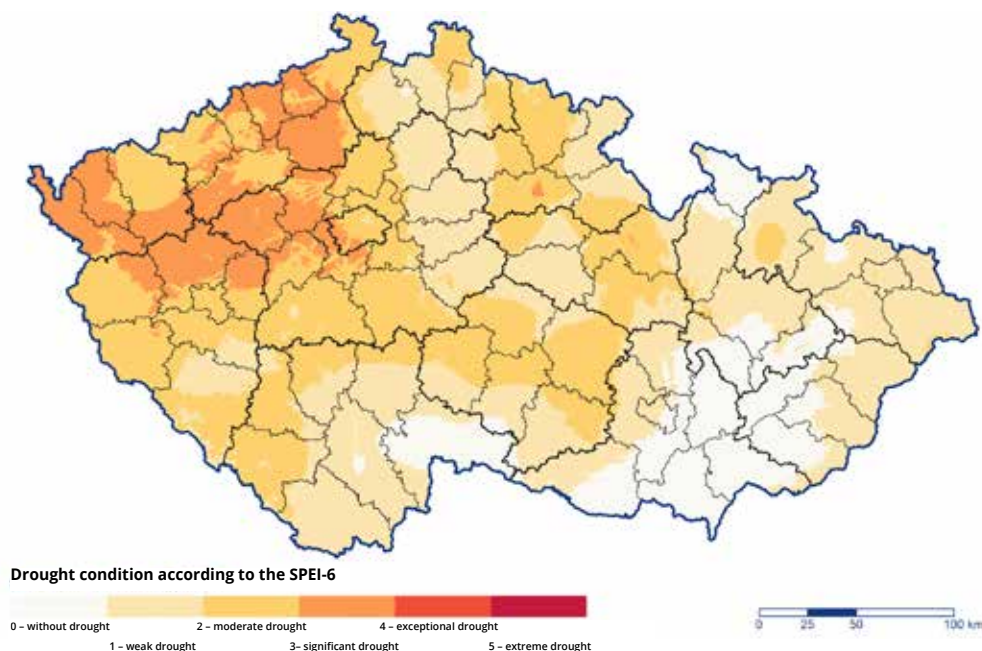 Drought condition according to the SPEI-6
0 – without drought
2 – moderate drought
4 – exceptional drought
1 – weak drought
3– significant drought
5 – extreme drought
0 25 50 100 km